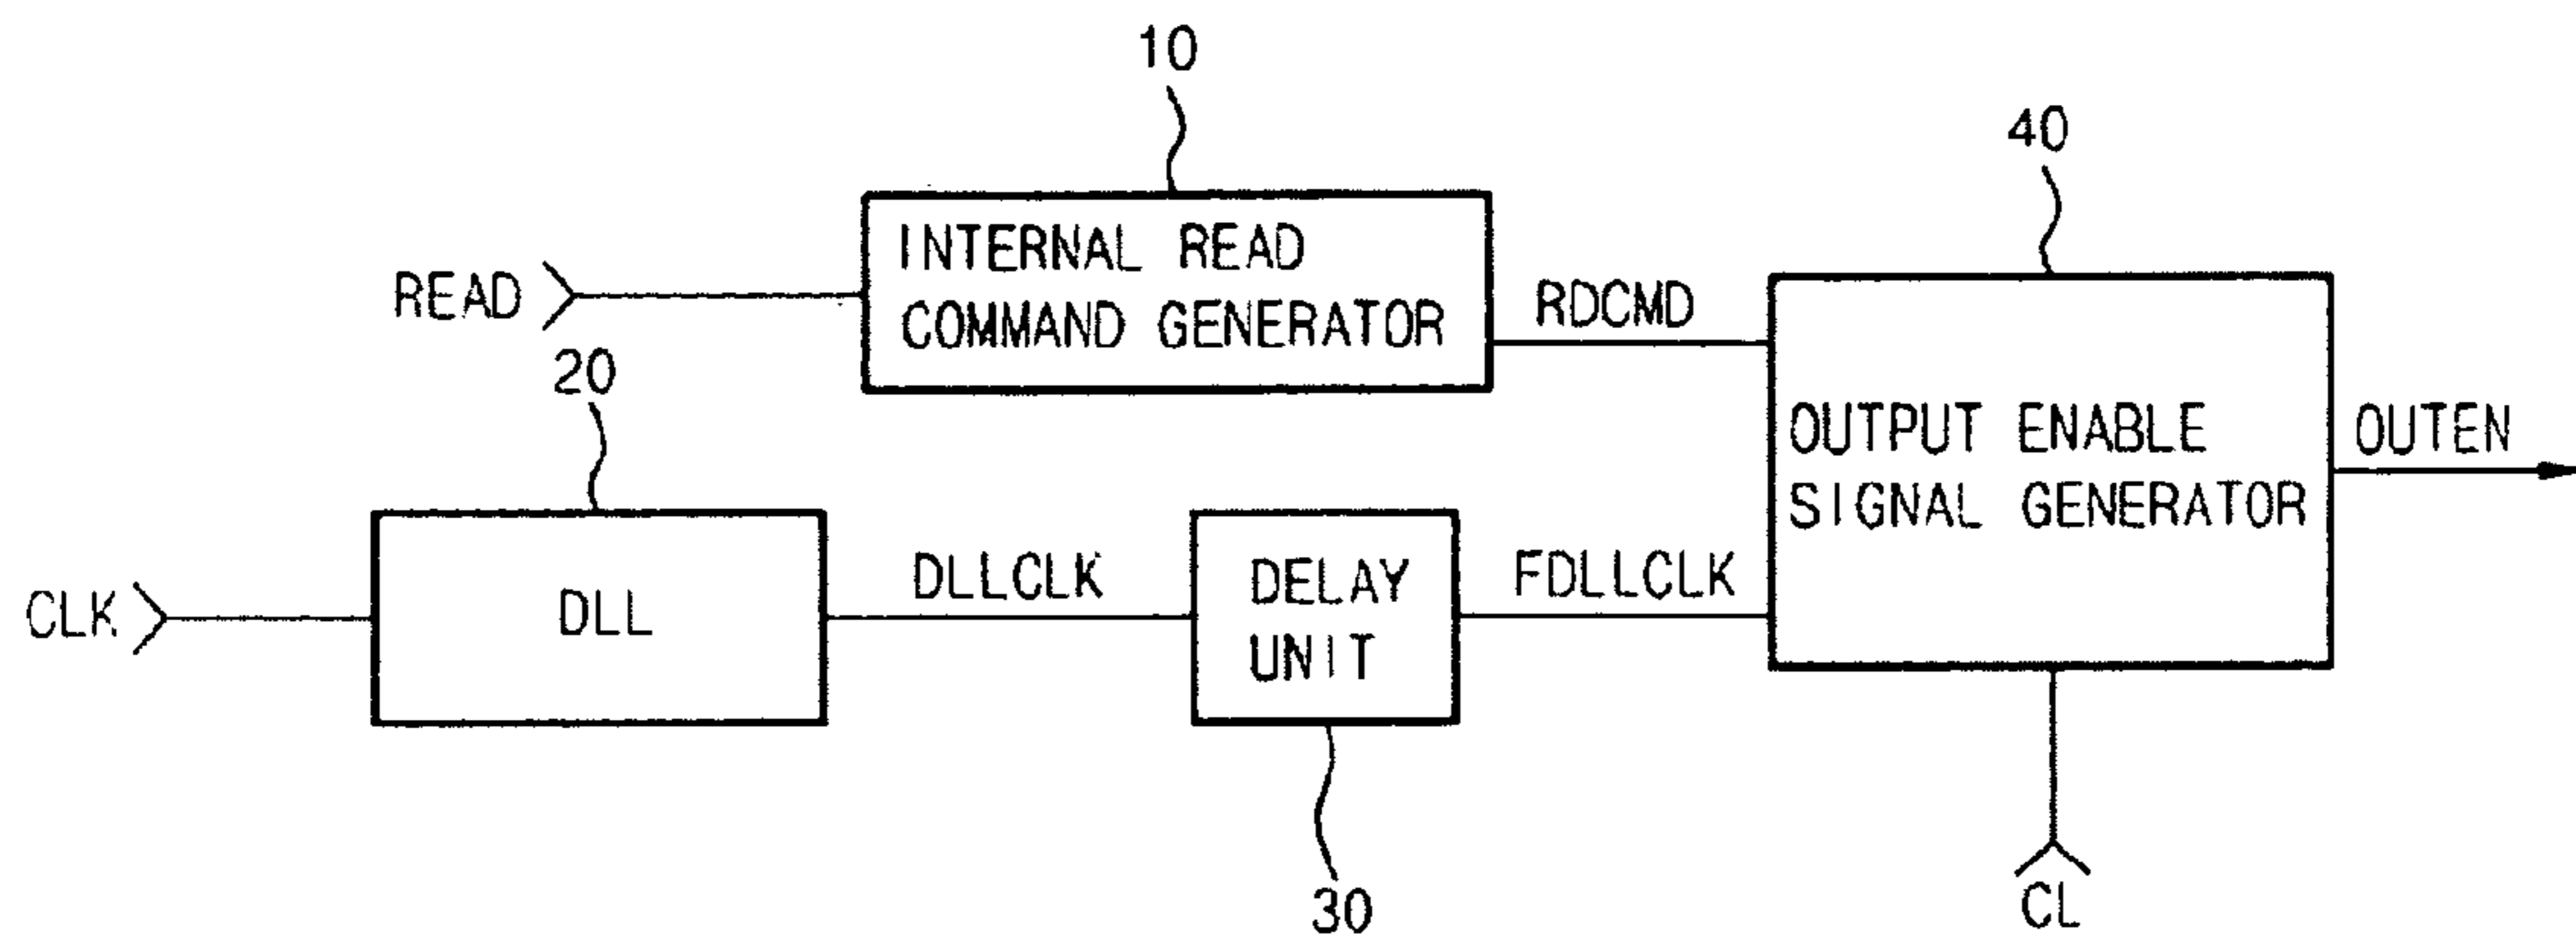 10
40
INTERNAL READ
COMMAND GENERATOR
READ
RDCMD
20
OUTPUT ENABLE
SIGNAL GENERATOR
OUTEN
CLK
DLL
DLLCLK
DELAY
UNIT
FDLLCLK
30
CL